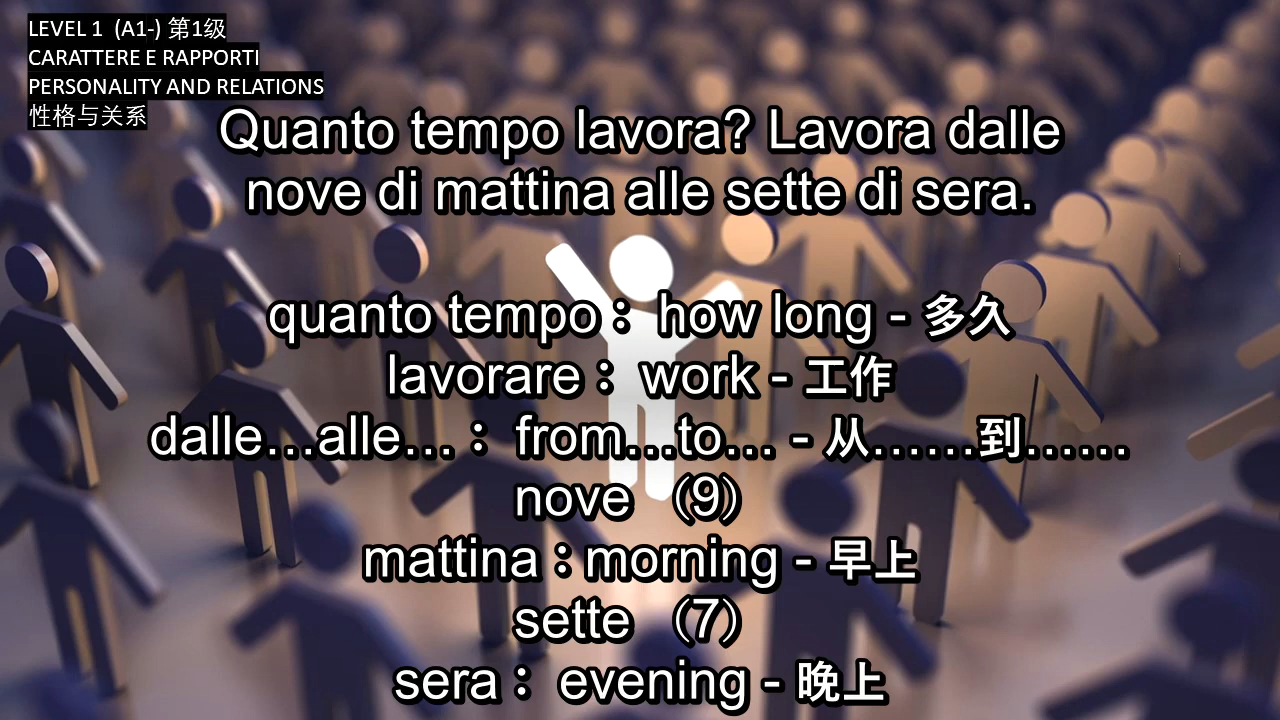 LEVEL 1 (A1-) 第1级
CARATTERE E RAPPORTI
PERSONALITY AND RELATIONS
性格与关系
Quanto tempo lavora? Lavora dalle
nove di mattina alle sette di sera.
quanto tempo： how long - 多久
lavorare： work - 工作
dalle…alle…： from...to... - 从……到……
nove （9）
mattina：morning - 早上
sette （7）
sera： evening - 晚上